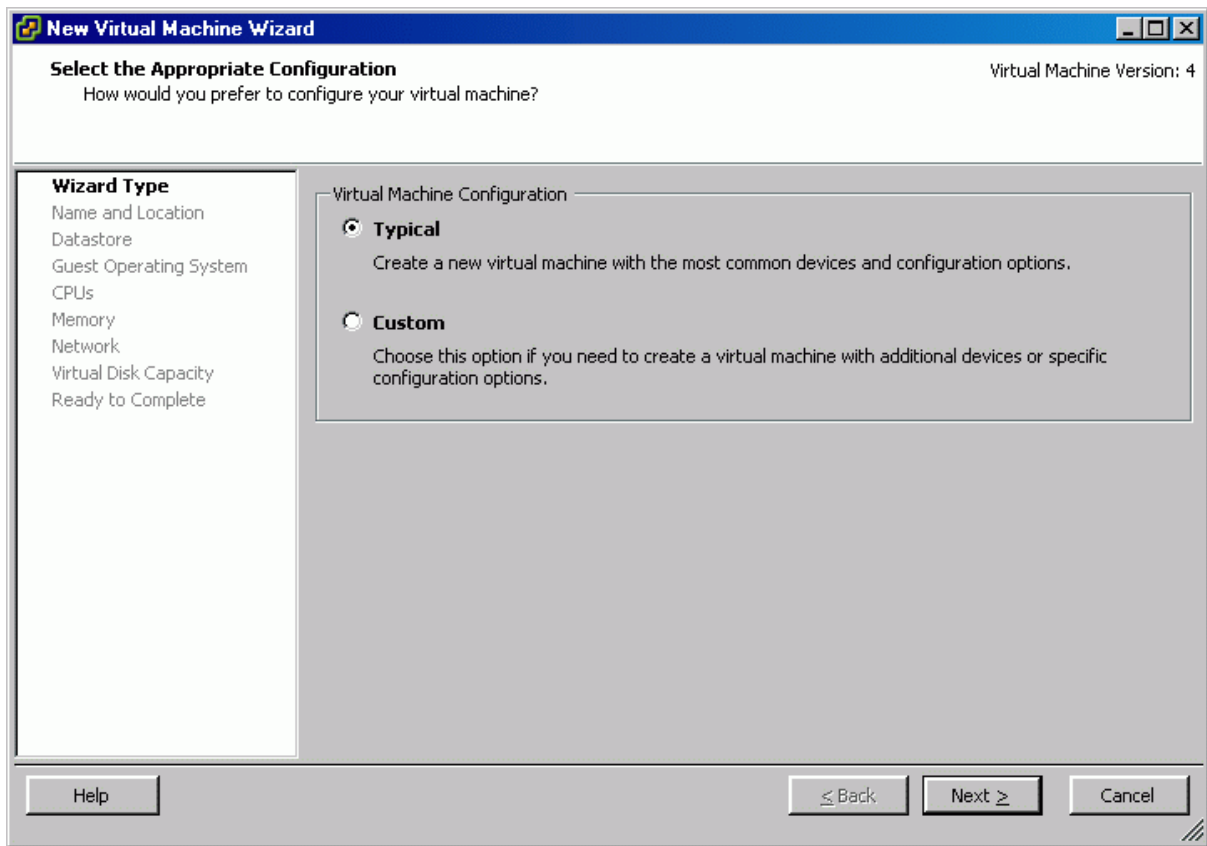 New Virtual Machine Wizard
Select the Appropriate Configuration
Virtual Machine Version: 4
How would you prefer to configure your virtual machine?
Wizard Type
Name and Location
Datastore
Guest Operating System
CPUs
Memory
Network
Virtual Disk Capacity
Ready to Complete
Virtual Machine Configuration
Typical
Create a new virtual machine with the most common devices and configuration options.
Custom
Choose this option if you need to create a virtual machine with additional devices or specific
configuration options.
Help
≤ Back
Next ≥
Cancel